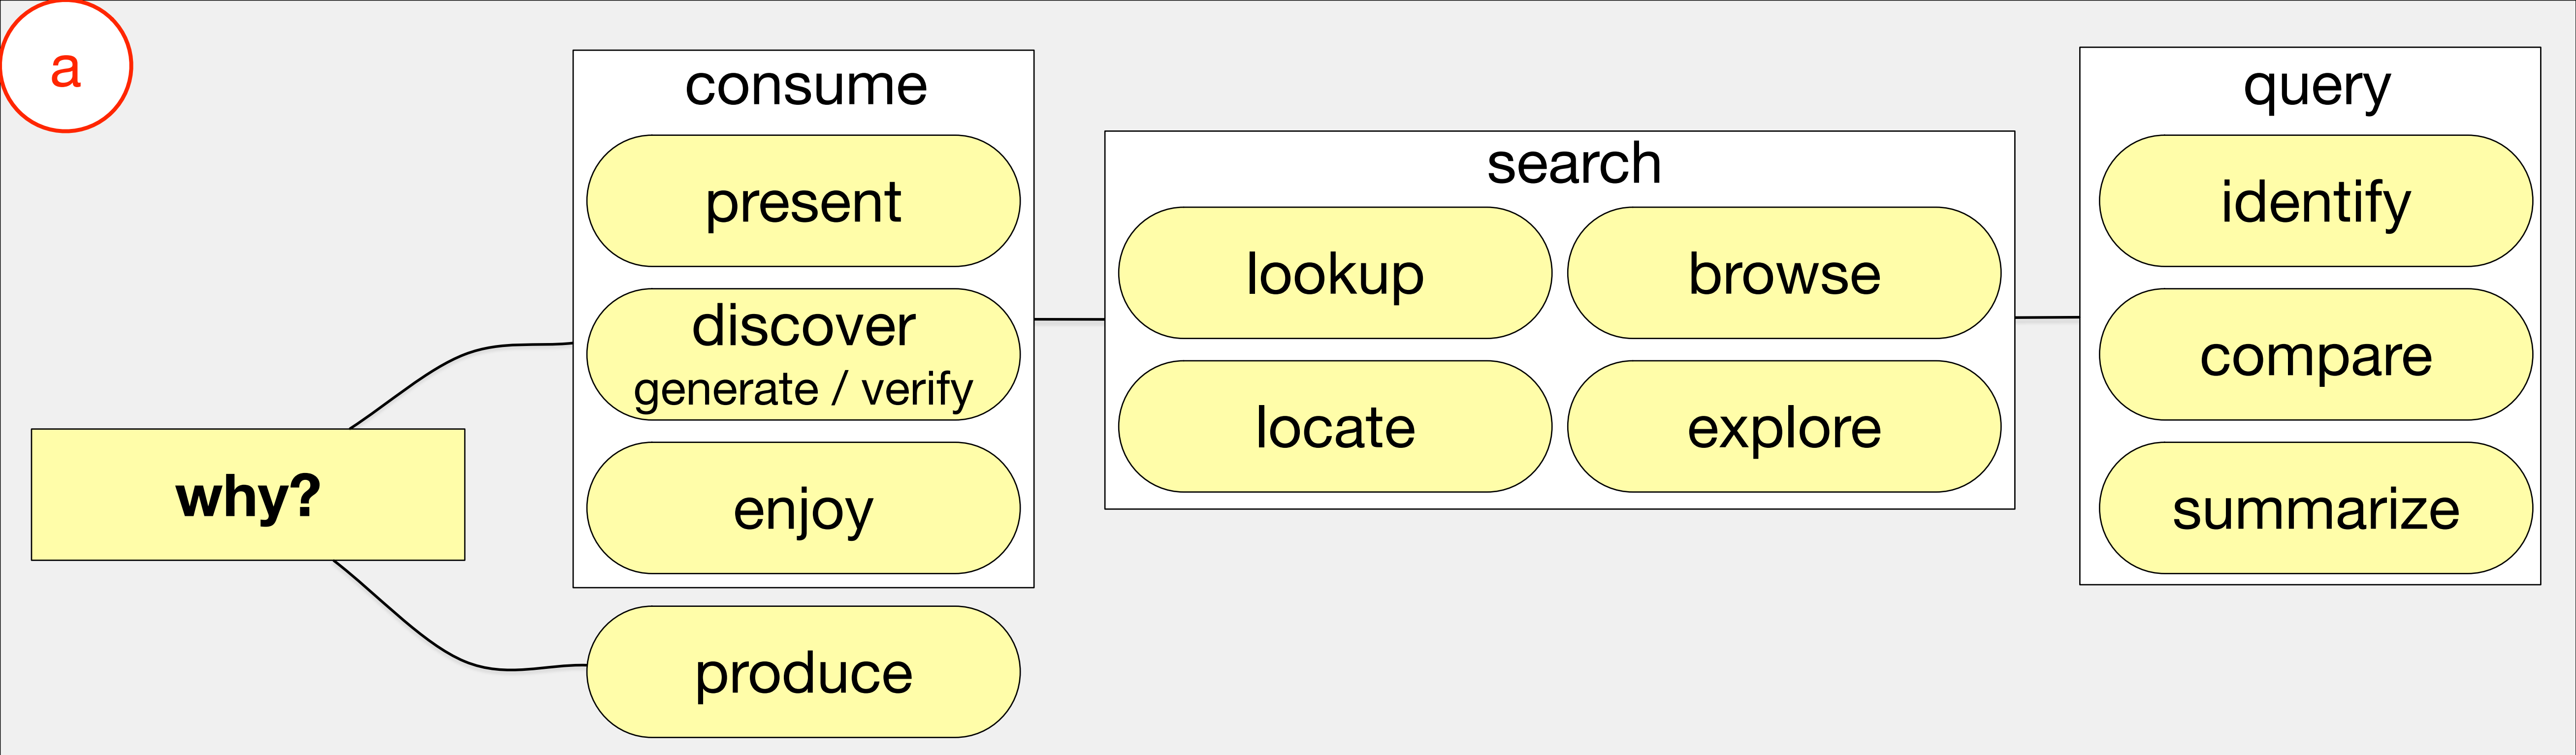 a
why?
consume
present
discover
generate / verify
enjoy
produce
search
lookup
browse
locate
explore
query
identify
compare
summarize